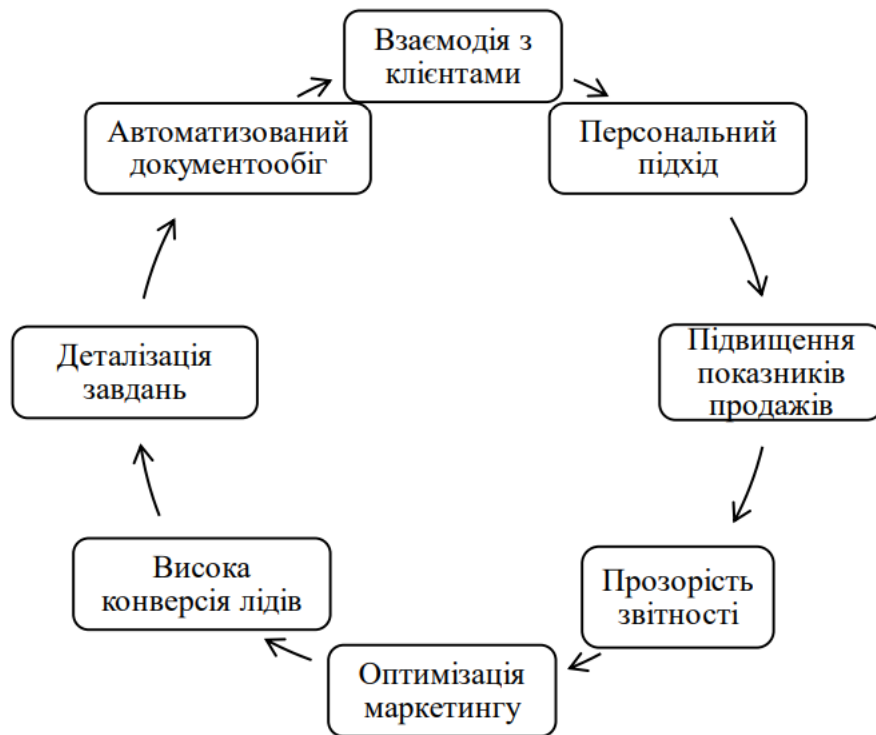 Взаємодія з
клієнтами
Персональний
підхід
Підвищення
показників
продажів
Прозорість
звітності
Оптимізація
маркетингу
Висока
конверсія лідів
Деталізація
завдань
Автоматизований
документообіг